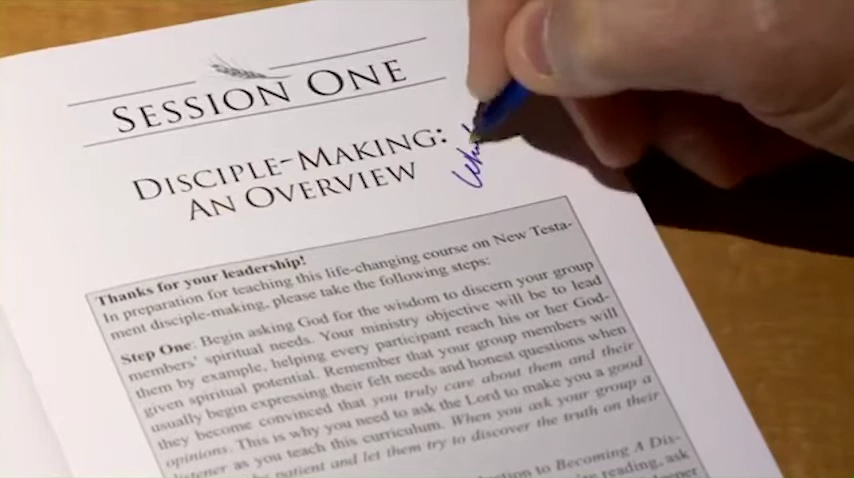 SESSION ONE
DISCIPLE-MAKING:
AN OVERVIEW
Thanks for your leadership!
In preparation for teaching this life-changing course on New Testa-
ment disciple-making, please take the following steps:
Step One: Begin asking God for the wisdom to discern your group
members' spiritual needs. Your ministry objective will be to lead
them by example, helping every participant reach his or her God-
given spiritual potential. Remember that your group members will
usually begin expressing their felt needs and honest questions when
they become convinced that you truly care about them and their
opinions. This is why you need to ask the Lord to make you a good
listener as you teach this curriculum. When you ask your group a
be patient and let them try to discover the truth on their
to Becoming A Dis-
reading, ask